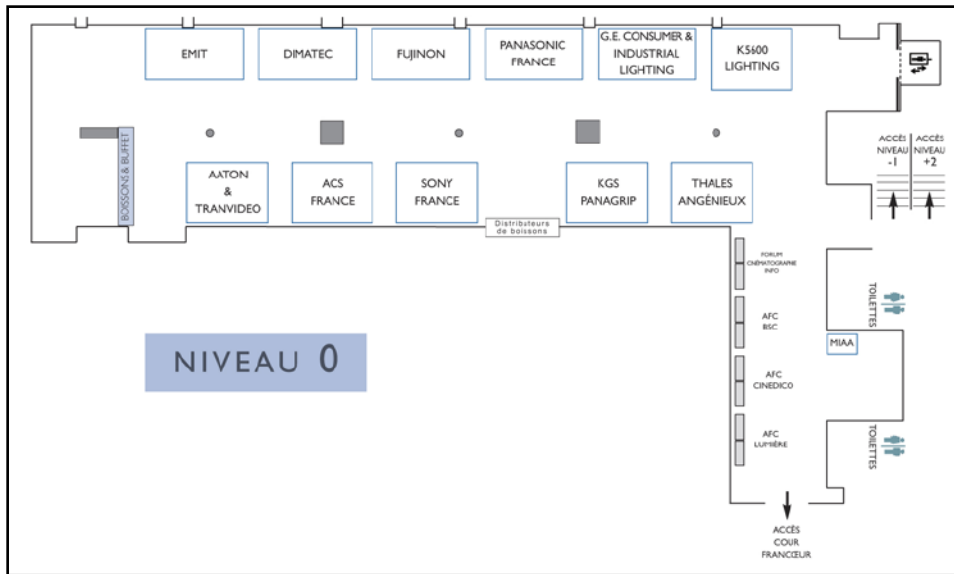 EMIT
DIMATEC
FUJINON
PANASONIC
FRANCE
G.E. CONSUMER &
INDUSTRIAL
LIGHTING
K5600
LIGHTING
ACCÈS
NIVEAU
-1
ACCÈS
NIVEAU
+2
BOISSONS & BUFFET
AATON
&
TRANVIDEO
ACS
FRANCE
SONY
FRANCE
KGS
PANAGRIP
THALES
ANGÉNIEUX
Distributeurs
de boissons
FORUM
CINÉMATOGRAPHE
INFO
TOILETTES
AFC
BSC
MIAA
NIVEAU 0
AFC
CINEDICO
AFC
LUMIÈRE
TOILETTES
ACCÈS
COUR
FRANCŒUR